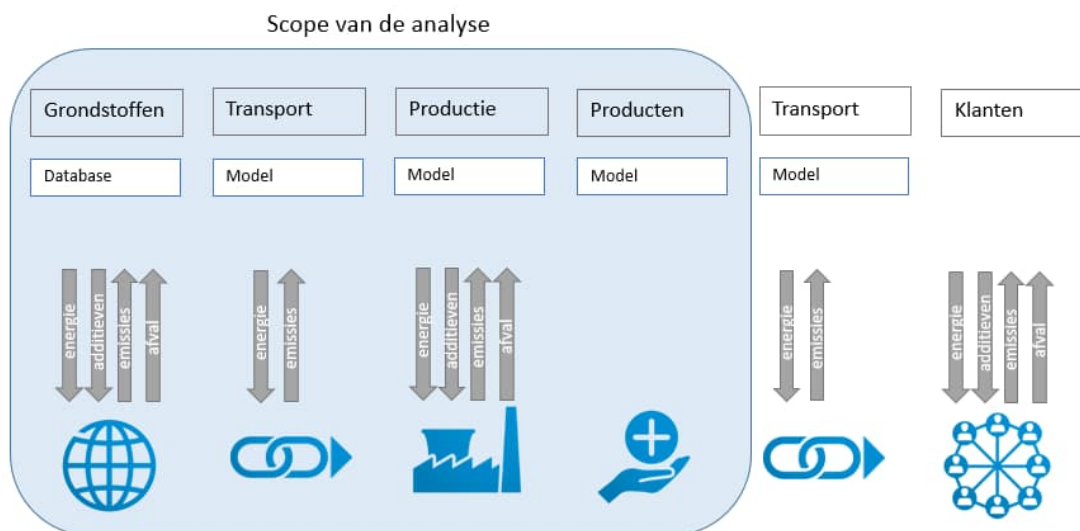 Scope van de analyse
Grondstoffen
Transport
Productie
Producten
Transport
Klanten
Database
Model
Model
Model
Model
energie
additieven
emissies
afval
energie
emissies
energie
additieven
emissies
afval
energie
emissies
energie
additieven
emissies
afval